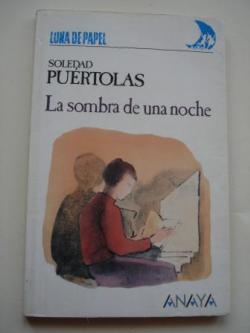 LUNA DE PAPEL
SOLEDAD
PUÉRTOLAS
La sombra de una noche
ANAYA